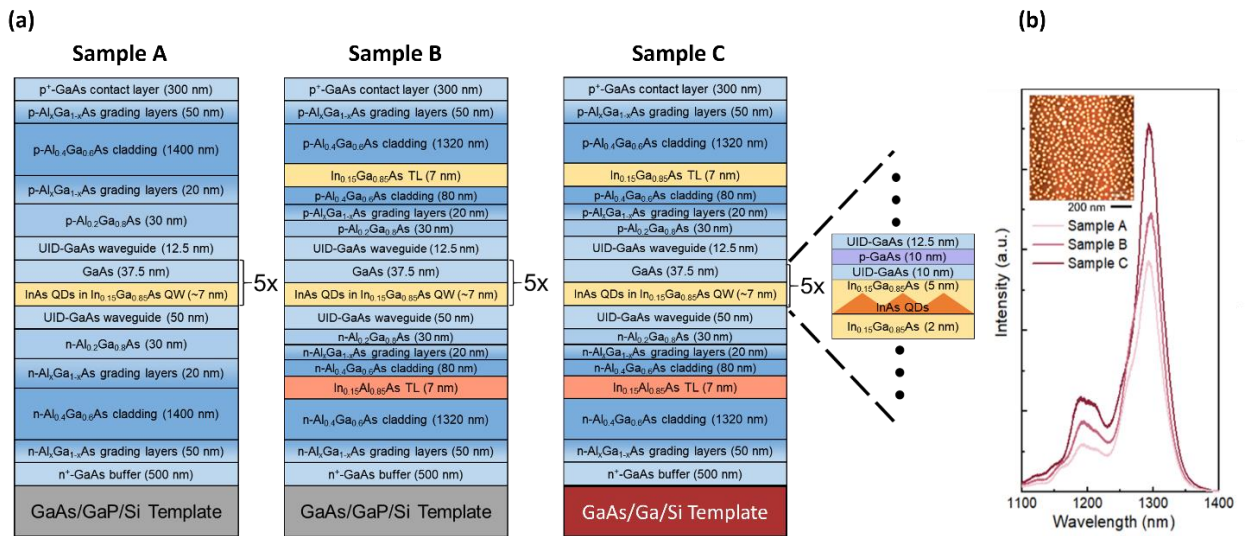 (a)
Sample A
p⁺-GaAs contact layer (300 nm)
p-AlₓGa₁₋ₓAs grading layers (50 nm)
p-Al₀.₄Ga₀.₆As cladding (1400 nm)
p-AlₓGa₁₋ₓAs grading layers (20 nm)
p-Al₀.₂Ga₀.₈As (30 nm)
UID-GaAs waveguide (12.5 nm)
GaAs (37.5 nm)
InAs QDs in In₀.₁₅Ga₀.₈₅As QW (~7 nm)
5x
UID-GaAs waveguide (50 nm)
n-Al₀.₂Ga₀.₈As (30 nm)
n-AlₓGa₁₋ₓAs grading layers (20 nm)
n-Al₀.₄Ga₀.₆As cladding (1400 nm)
n-AlₓGa₁₋ₓAs grading layers (50 nm)
n⁺-GaAs buffer (500 nm)
GaAs/GaP/Si Template
Sample B
p⁺-GaAs contact layer (300 nm)
p-AlₓGa₁₋ₓAs grading layers (50 nm)
p-Al₀.₄Ga₀.₆As cladding (1320 nm)
In₀.₁₅Ga₀.₈₅As TL (7 nm)
p-Al₀.₄Ga₀.₆As cladding (80 nm)
p-AlₓGa₁₋ₓAs grading layers (20 nm)
p-Al₀.₂Ga₀.₈As (30 nm)
UID-GaAs waveguide (12.5 nm)
GaAs (37.5 nm)
InAs QDs in In₀.₁₅Ga₀.₈₅As QW (~7 nm)
5x
UID-GaAs waveguide (50 nm)
n-Al₀.₂Ga₀.₈As (30 nm)
n-AlₓGa₁₋ₓAs grading layers (20 nm)
n-Al₀.₄Ga₀.₆As cladding (80 nm)
In₀.₁₅Al₀.₈₅As TL (7 nm)
n-Al₀.₄Ga₀.₆As cladding (1320 nm)
n-AlₓGa₁₋ₓAs grading layers (50 nm)
n⁺-GaAs buffer (500 nm)
GaAs/GaP/Si Template
Sample C
p⁺-GaAs contact layer (300 nm)
p-AlₓGa₁₋ₓAs grading layers (50 nm)
p-Al₀.₄Ga₀.₆As cladding (1320 nm)
In₀.₁₅Ga₀.₈₅As TL (7 nm)
p-Al₀.₄Ga₀.₆As cladding (80 nm)
p-AlₓGa₁₋ₓAs grading layers (20 nm)
p-Al₀.₂Ga₀.₈As (30 nm)
UID-GaAs waveguide (12.5 nm)
GaAs (37.5 nm)
InAs QDs in In₀.₁₅Ga₀.₈₅As QW (~7 nm)
5x
UID-GaAs waveguide (50 nm)
n-Al₀.₂Ga₀.₈As (30 nm)
n-AlₓGa₁₋ₓAs grading layers (20 nm)
n-Al₀.₄Ga₀.₆As cladding (80 nm)
In₀.₁₅Al₀.₈₅As TL (7 nm)
n-Al₀.₄Ga₀.₆As cladding (1320 nm)
n-AlₓGa₁₋ₓAs grading layers (50 nm)
n⁺-GaAs buffer (500 nm)
GaAs/Ga/Si Template
UID-GaAs (12.5 nm)
p-GaAs (10 nm)
UID-GaAs (10 nm)
In₀.₁₅Ga₀.₈₅As (5 nm)
InAs QDs
In₀.₁₅Ga₀.₈₅As (2 nm)
(b)
200 nm
Sample A
Sample B
Sample C
Intensity (a.u.)
1100 1200 1300 1400
Wavelength (nm)